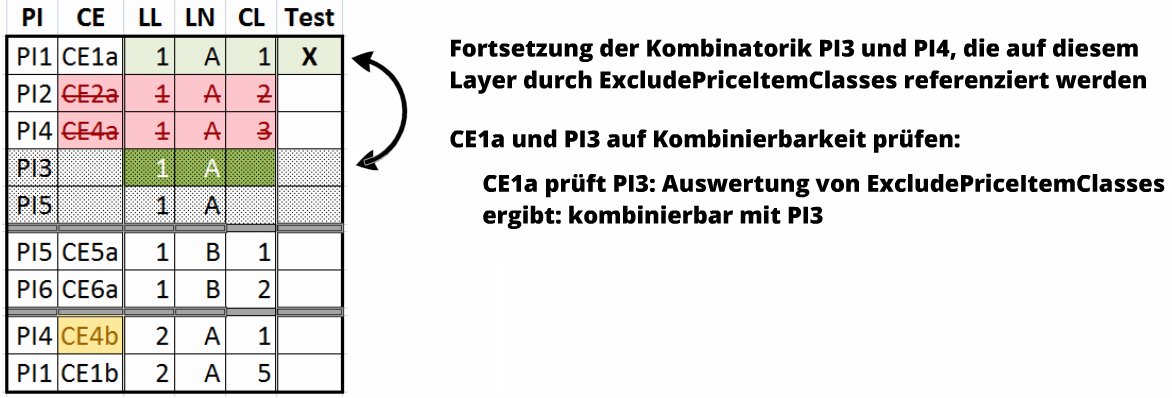 PI CE LL LN CL Test
PI1 CE1a 1 A 1 X
PI2 CE2a 1 A 2
PI4 CE4a 1 A 3
PI3 1 A
PI5 1 A
PI5 CE5a 1 B 1
PI6 CE6a 1 B 2
PI4 CE4b 2 A 1
PI1 CE1b 2 A 5
Fortsetzung der Kombinatorik PI3 und PI4, die auf diesem
Layer durch ExcludePriceItemClasses referenziert werden
CE1a und PI3 auf Kombinierbarkeit prüfen:
CE1a prüft PI3: Auswertung von ExcludePriceItemClasses
ergibt: kombinierbar mit PI3